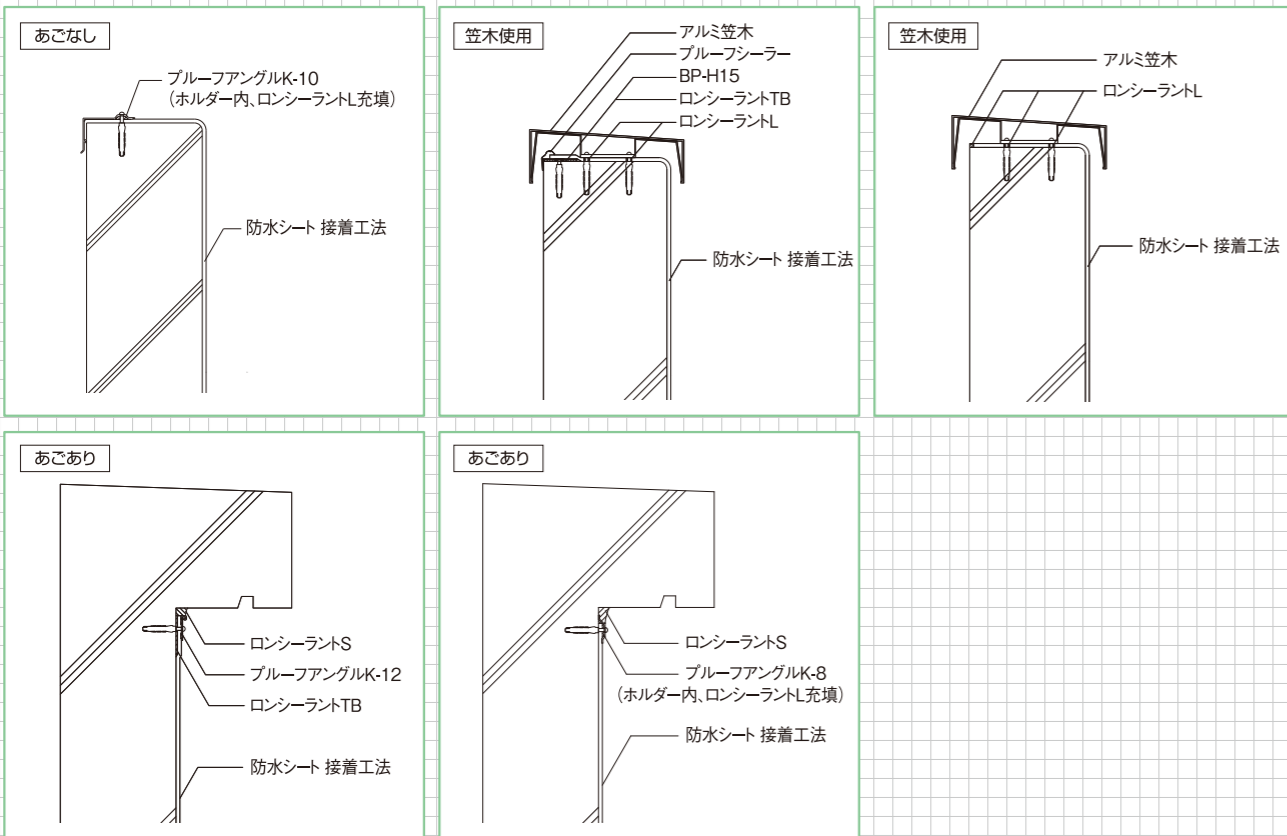 あごなし
プルーフアングルK-10
(ホルダー内、ロンシーラントL充填)
防水シート 接着工法
笠木使用
アルミ笠木
プルーフシーラー
BP-H15
ロンシーラントTB
ロンシーラントL
防水シート 接着工法
笠木使用
アルミ笠木
ロンシーラントL
防水シート 接着工法
あごあり
ロンシーラントS
プルーフアングルK-12
ロンシーラントTB
防水シート 接着工法
あごあり
ロンシーラントS
プルーフアングルK-8
(ホルダー内、ロンシーラントL充填)
防水シート 接着工法